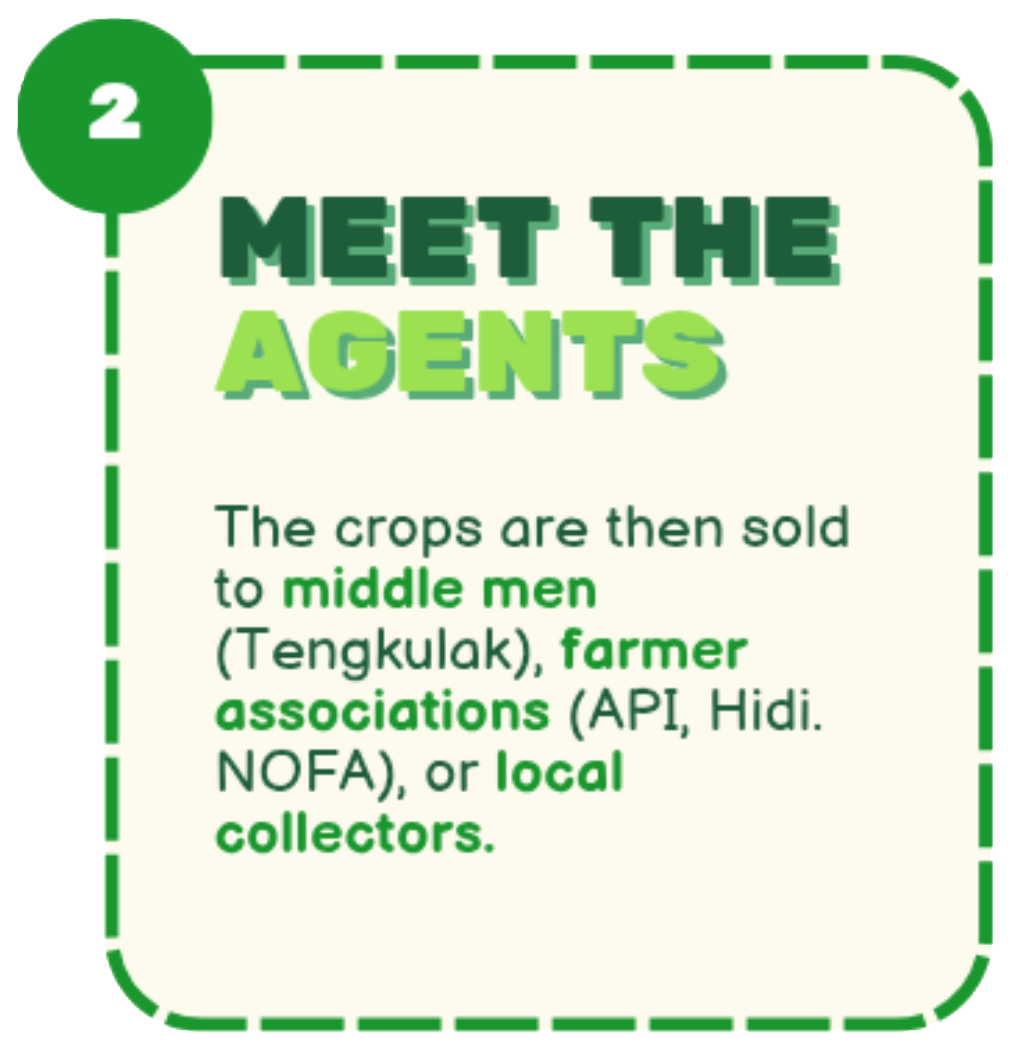 2
MEET THE
AGENTS
The crops are then sold
to middle men
(Tengkulak), farmer
associations (API, Hidi.
NOFA), or local
collectors.